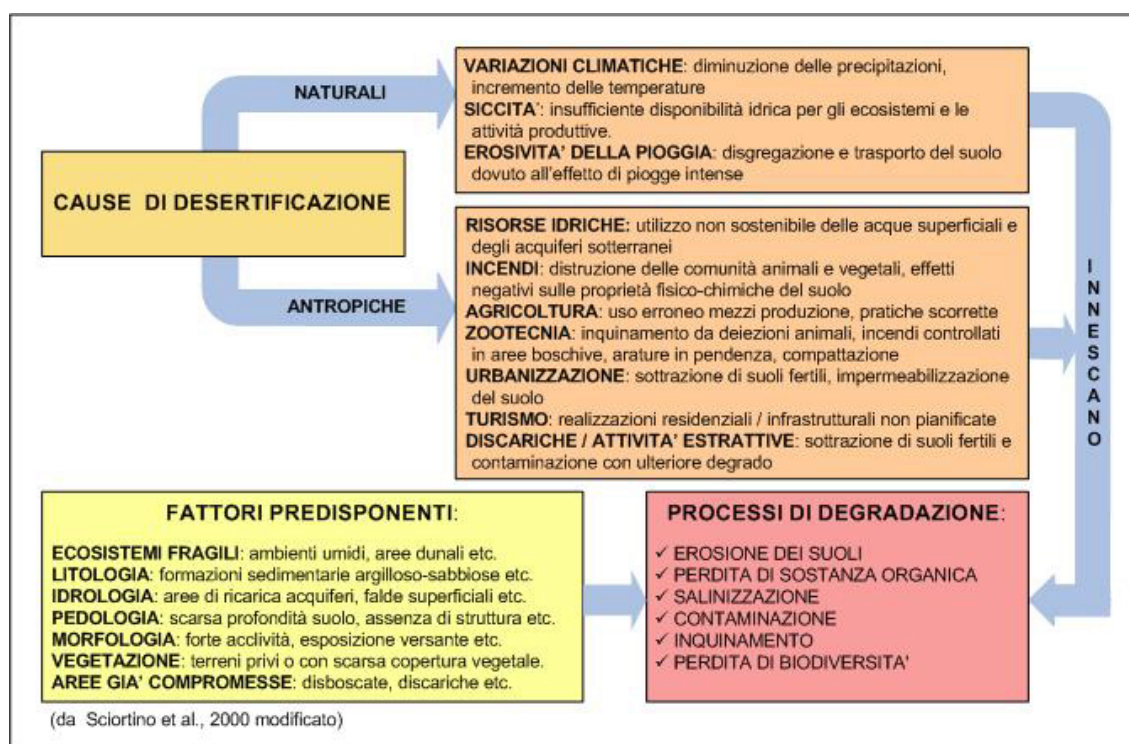 CAUSE DI DESERTIFICAZIONE
NATURALI
VARIAZIONI CLIMATICHE: diminuzione delle precipitazioni,
incremento delle temperature
SICCITA’: insufficiente disponibilità idrica per gli ecosistemi e le
attività produttive.
EROSIVITA’ DELLA PIOGGIA: disgregazione e trasporto del suolo
dovuto all’effetto di piogge intense
ANTROPICHE
RISORSE IDRICHE: utilizzo non sostenibile delle acque superficiali e
degli acquiferi sotterranei
INCENDI: distruzione delle comunità animali e vegetali, effetti
negativi sulle proprietà fisico-chimiche del suolo
AGRICOLTURA: uso erroneo mezzi produzione, pratiche scorrette
ZOOTECNIA: inquinamento da deiezioni animali, incendi controllati
in aree boschive, arature in pendenza, compattazione
URBANIZZAZIONE: sottrazione di suoli fertili, impermeabilizzazione
del suolo
TURISMO: realizzazioni residenziali / infrastrutturali non pianificate
DISCARICHE / ATTIVITA’ ESTRATTIVE: sottrazione di suoli fertili e
contaminazione con ulteriore degrado
INNESCANO
FATTORI PREDISPONENTI:
ECOSISTEMI FRAGILI: ambienti umidi, aree dunali etc.
LITOLOGIA: formazioni sedimentarie argilloso-sabbiose etc.
IDROLOGIA: aree di ricarica acquiferi, falde superficiali etc.
PEDOLOGIA: scarsa profondità suolo, assenza di struttura etc.
MORFOLOGIA: forte acclività, esposizione versante etc.
VEGETAZIONE: terreni privi o con scarsa copertura vegetale.
AREE GIA’ COMPROMESSE: disboscate, discariche etc.
PROCESSI DI DEGRADAZIONE:
✓ EROSIONE DEI SUOLI
✓ PERDITA DI SOSTANZA ORGANICA
✓ SALINIZZAZIONE
✓ CONTAMINAZIONE
✓ INQUINAMENTO
✓ PERDITA DI BIODIVERSITA’
(da Sciortino et al., 2000 modificato)